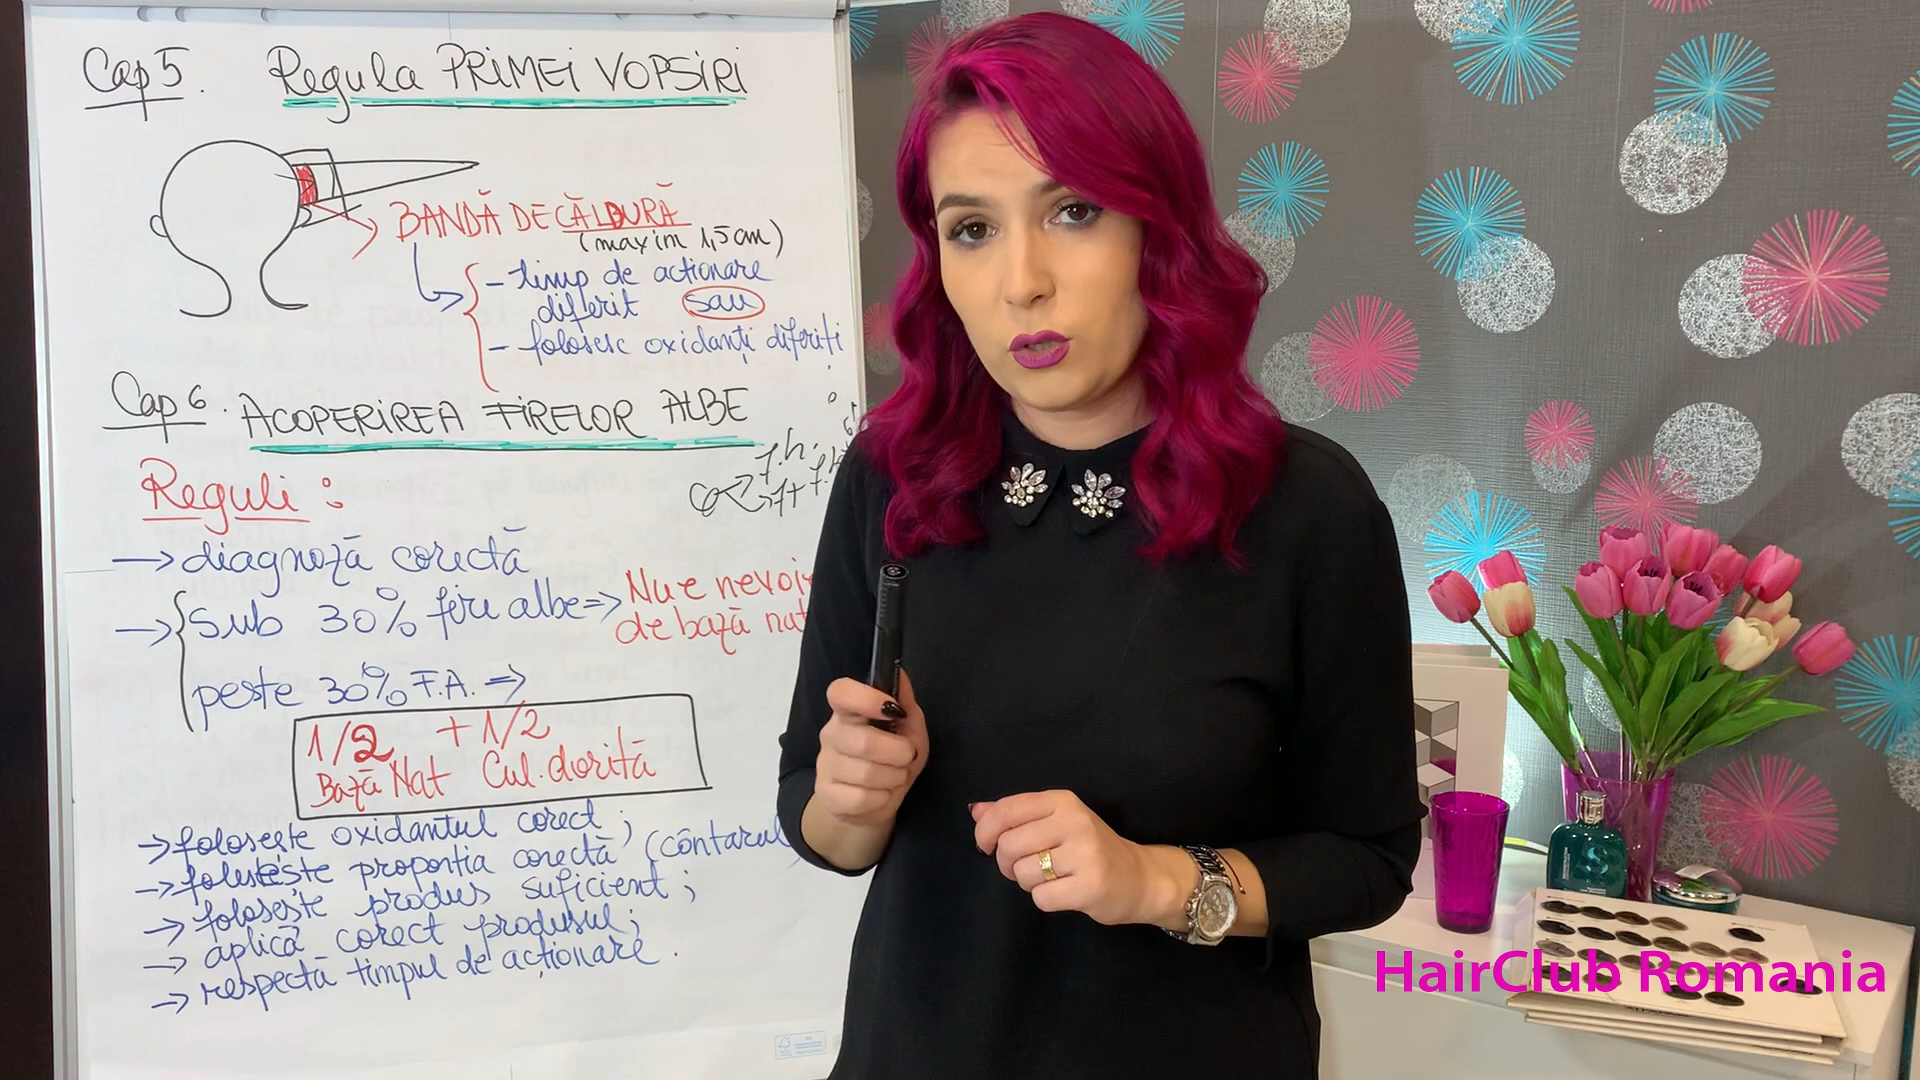 Cap 5. Regula PRIMEI VOPSIRI
BANDĂ DE CĂLDURĂ
(maxim 1,5 cm)
- timp de acționare
diferit sau
- folosesc oxidanți diferiți
Cap 6. ACOPERIREA FIRELOR ALBE
7.
7+
Reguli:
→ diagnoză corectă
→ Sub 30% fire albe => Nu e nevoie
de bază nat
peste 30% F.A. =>
1/2 + 1/2
Bază Nat Cul. dorită
→ folosește oxidantul corect;
→ folosește proporția corectă (cântarul)
→ folosește produs suficient;
→ aplică corect produsul;
→ respectă timpul de acționare.
HairClub Romania